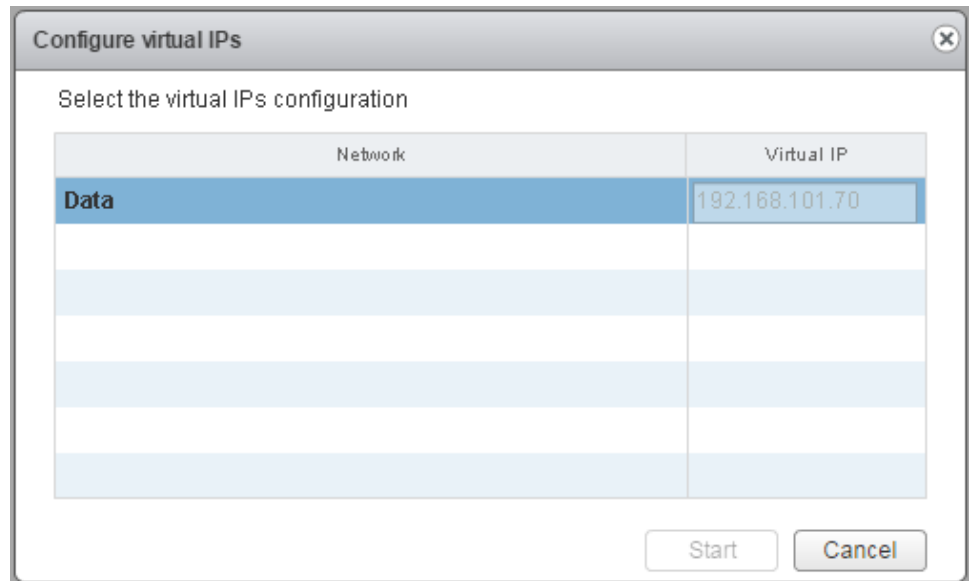 Configure virtual IPs
Select the virtual IPs configuration
Network Virtual IP
Data 192.168.101.70
Start Cancel